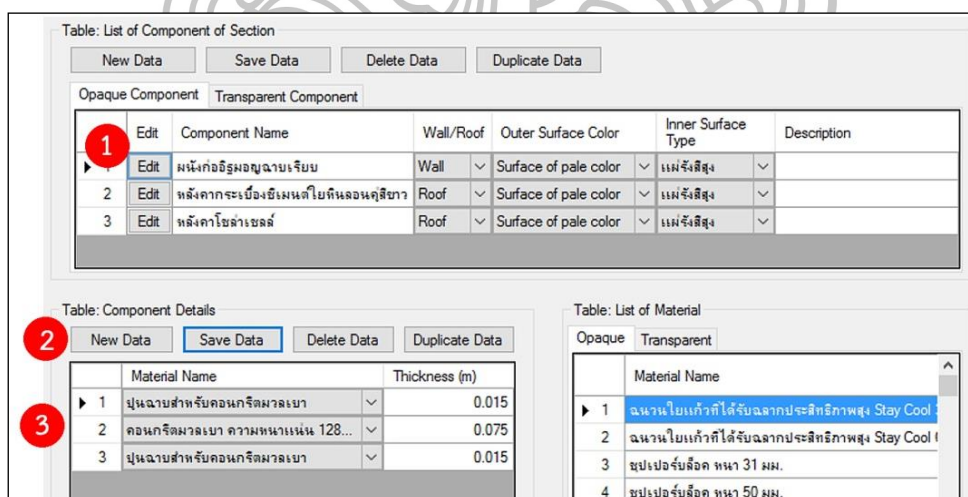 Table: List of Component of Section
New Data Save Data Delete Data Duplicate Data
Opaque Component Transparent Component
Edit Component Name Wall/Roof Outer Surface Color Inner Surface Type Description
1
1 Edit ผนังก่ออิฐมอญฉาบเรียบ Wall Surface of pale color แผ่รังสีสูง
2 Edit หลังคากระเบื้องซีเมนต์ใยหินลอนคู่สีขาว Roof Surface of pale color แผ่รังสีสูง
3 Edit หลังคาโซล่าเซลล์ Roof Surface of pale color แผ่รังสีสูง
Table: Component Details
2 New Data Save Data Delete Data Duplicate Data
Material Name Thickness (m)
1 ปูนฉาบสำหรับคอนกรีตมวลเบา 0.015
3
2 คอนกรีตมวลเบา ความหนาแน่น 128... 0.075
3 ปูนฉาบสำหรับคอนกรีตมวลเบา 0.015
Table: List of Material
Opaque Transparent
Material Name
1 ฉนวนใยแก้วที่ได้รับฉลากประสิทธิภาพสูง Stay Cool
2 ฉนวนใยแก้วที่ได้รับฉลากประสิทธิภาพสูง Stay Cool
3 ซุปเปอร์บล็อค หนา 31 มม.
4 ซุปเปอร์บล็อค หนา 50 มม.